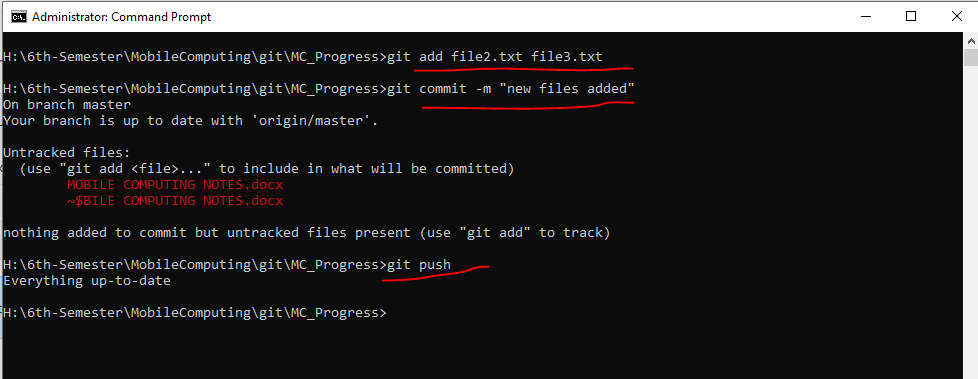 Administrator: Command Prompt
H:\6th-Semester\MobileComputing\git\MC_Progress>git add file2.txt file3.txt
H:\6th-Semester\MobileComputing\git\MC_Progress>git commit -m "new files added"
On branch master
Your branch is up to date with 'origin/master'.
Untracked files:
(use "git add <file>..." to include in what will be committed)
MOBILE COMPUTING NOTES.docx
~$BILE COMPUTING NOTES.docx
nothing added to commit but untracked files present (use "git add" to track)
H:\6th-Semester\MobileComputing\git\MC_Progress>git push
Everything up-to-date
H:\6th-Semester\MobileComputing\git\MC_Progress>